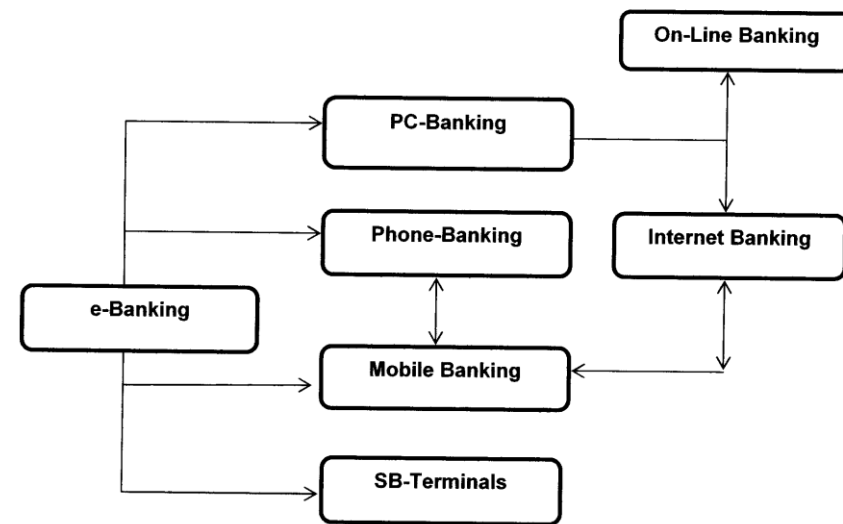 On-Line Banking
PC-Banking
Phone-Banking
Internet Banking
e-Banking
Mobile Banking
SB-Terminals